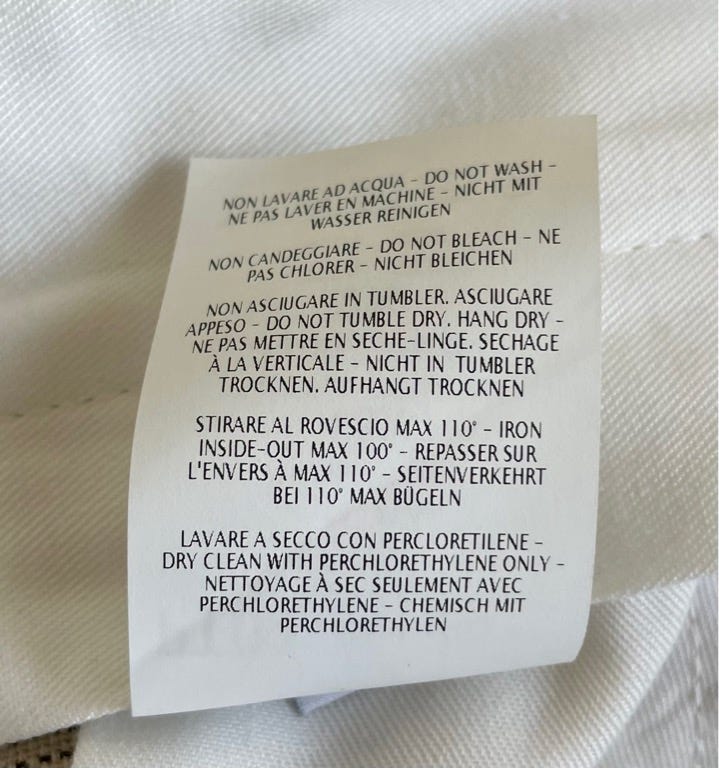 NON LAVARE AD ACQUA - DO NOT WASH -
NE PAS LAVER EN MACHINE - NICHT MIT
WASSER REINIGEN
NON CANDEGGIARE - DO NOT BLEACH - NE
PAS CHLORER - NICHT BLEICHEN
NON ASCIUGARE IN TUMBLER. ASCIUGARE
APPESO - DO NOT TUMBLE DRY. HANG DRY -
NE PAS METTRE EN SECHE-LINGE. SECHAGE
À LA VERTICALE - NICHT IN TUMBLER
TROCKNEN. AUFHANGT TROCKNEN
STIRARE AL ROVESCIO MAX 110° - IRON
INSIDE-OUT MAX 100° - REPASSER SUR
L'ENVERS À MAX 110° - SEITENVERKEHRT
BEI 110° MAX BÜGELN
LAVARE A SECCO CON PERCLORETILENE -
DRY CLEAN WITH PERCHLORETHYLENE ONLY -
NETTOYAGE À SEC SEULEMENT AVEC
PERCHLORETHYLENE - CHEMISCH MIT
PERCHLORETHYLEN